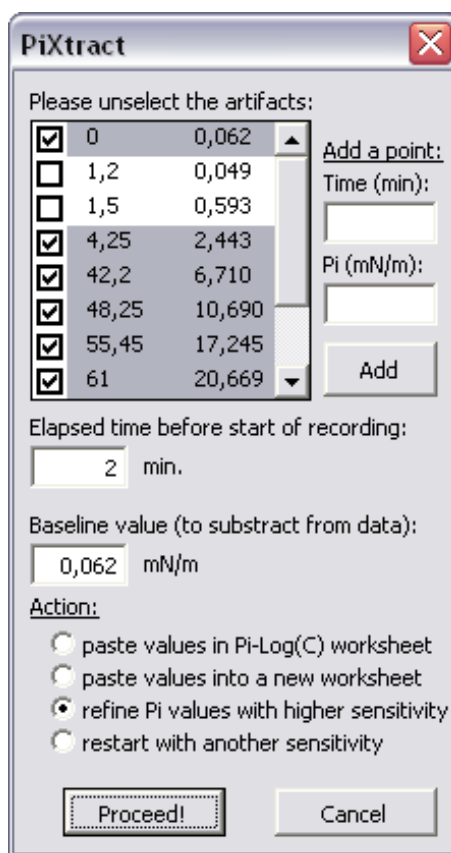 PiXtract
Please unselect the artifacts:
0 0,062
1,2 0,049
1,5 0,593
4,25 2,443
42,2 6,710
48,25 10,690
55,45 17,245
61 20,669
Add a point:
Time (min):
Pi (mN/m):
Add
Elapsed time before start of recording:
2 min.
Baseline value (to substract from data):
0,062 mN/m
Action:
paste values in Pi-Log(C) worksheet
paste values into a new worksheet
refine Pi values with higher sensitivity
restart with another sensitivity
Proceed! Cancel